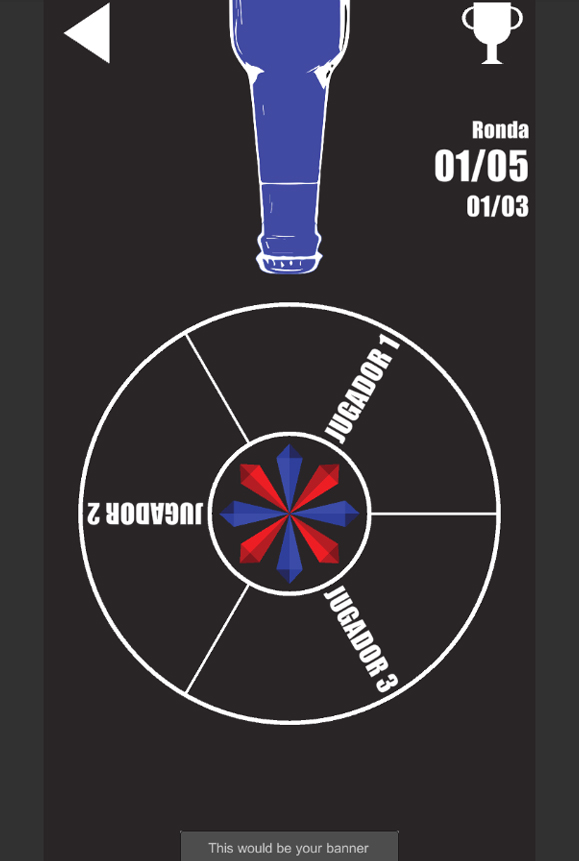 Ronda
01/05
01/03
JUGADOR 1
JUGADOR 2
JUGADOR 3
This would be your banner